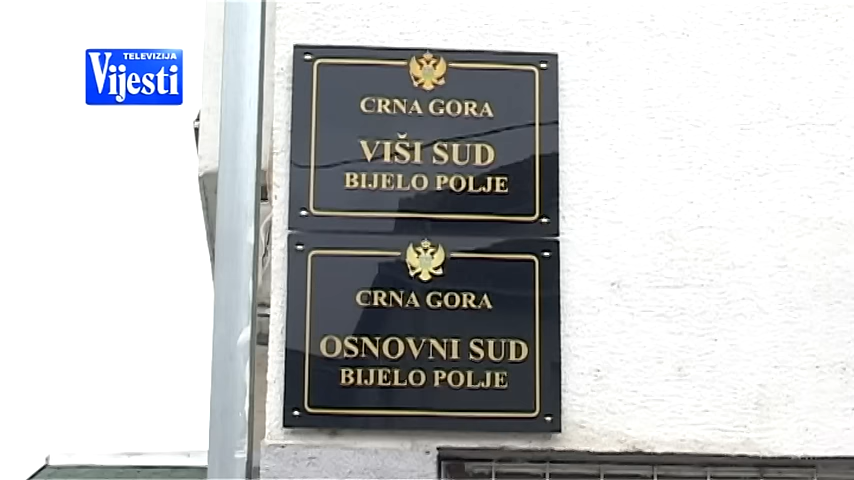 TELEVIZIJA
Vijesti
CRNA GORA
VIŠI SUD
BIJELO POLJE
CRNA GORA
OSNOVNI SUD
BIJELO POLJE